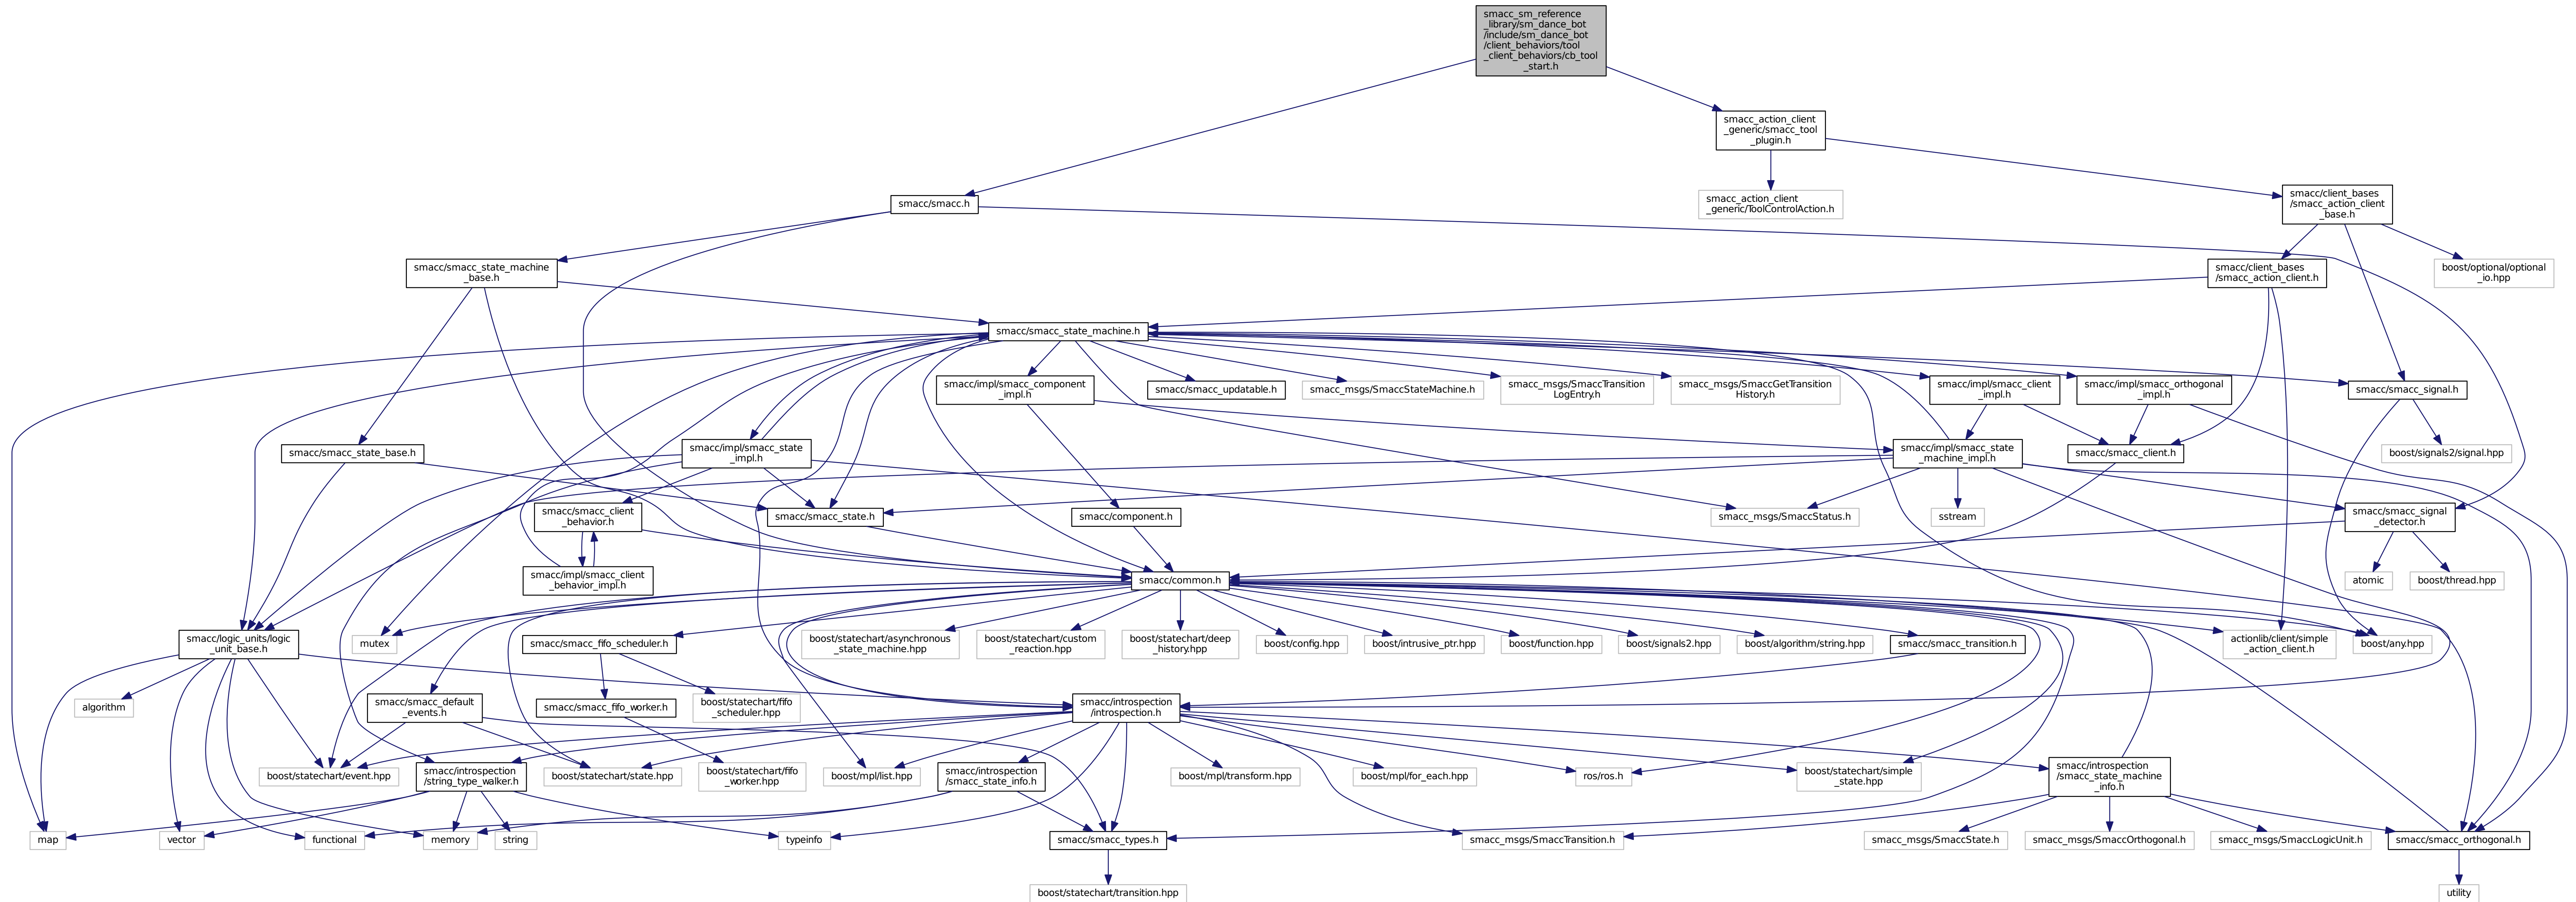 smacc_sm_reference
_library/sm_dance_bot
/include/sm_dance_bot
/client_behaviors/tool
_client_behaviors/cb_tool
_start.h
smacc_action_client
_generic/smacc_tool
_plugin.h
smacc/smacc.h
smacc_action_client
_generic/ToolControlAction.h
smacc/client_bases
/smacc_action_client
_base.h
smacc/smacc_state_machine
_base.h
smacc/client_bases
/smacc_action_client.h
boost/optional/optional
_io.hpp
smacc/smacc_state_machine.h
smacc/impl/smacc_component
_impl.h
smacc/smacc_updatable.h
smacc_msgs/SmaccStateMachine.h
smacc_msgs/SmaccTransition
LogEntry.h
smacc_msgs/SmaccGetTransition
History.h
smacc/impl/smacc_client
_impl.h
smacc/impl/smacc_orthogonal
_impl.h
smacc/smacc_signal.h
smacc/smacc_state_base.h
smacc/impl/smacc_state
_impl.h
smacc/impl/smacc_state
_machine_impl.h
smacc/smacc_client.h
boost/signals2/signal.hpp
smacc/smacc_client
_behavior.h
smacc/smacc_state.h
smacc/component.h
smacc_msgs/SmaccStatus.h
sstream
smacc/smacc_signal
_detector.h
smacc/impl/smacc_client
_behavior_impl.h
smacc/common.h
atomic
boost/thread.hpp
smacc/logic_units/logic
_unit_base.h
mutex
smacc/smacc_fifo_scheduler.h
boost/statechart/asynchronous
_state_machine.hpp
boost/statechart/custom
_reaction.hpp
boost/statechart/deep
_history.hpp
boost/config.hpp
boost/intrusive_ptr.hpp
boost/function.hpp
boost/signals2.hpp
boost/algorithm/string.hpp
smacc/smacc_transition.h
actionlib/client/simple
_action_client.h
boost/any.hpp
algorithm
smacc/smacc_default
_events.h
smacc/smacc_fifo_worker.h
boost/statechart/fifo
_scheduler.hpp
smacc/introspection
/introspection.h
boost/statechart/event.hpp
smacc/introspection
/string_type_walker.h
boost/statechart/state.hpp
boost/statechart/fifo
_worker.hpp
boost/mpl/list.hpp
smacc/introspection
/smacc_state_info.h
boost/mpl/transform.hpp
boost/mpl/for_each.hpp
ros/ros.h
boost/statechart/simple
_state.hpp
smacc/introspection
/smacc_state_machine
_info.h
map
vector
functional
memory
string
typeinfo
smacc/smacc_types.h
smacc_msgs/SmaccTransition.h
smacc_msgs/SmaccState.h
smacc_msgs/SmaccOrthogonal.h
smacc_msgs/SmaccLogicUnit.h
smacc/smacc_orthogonal.h
boost/statechart/transition.hpp
utility